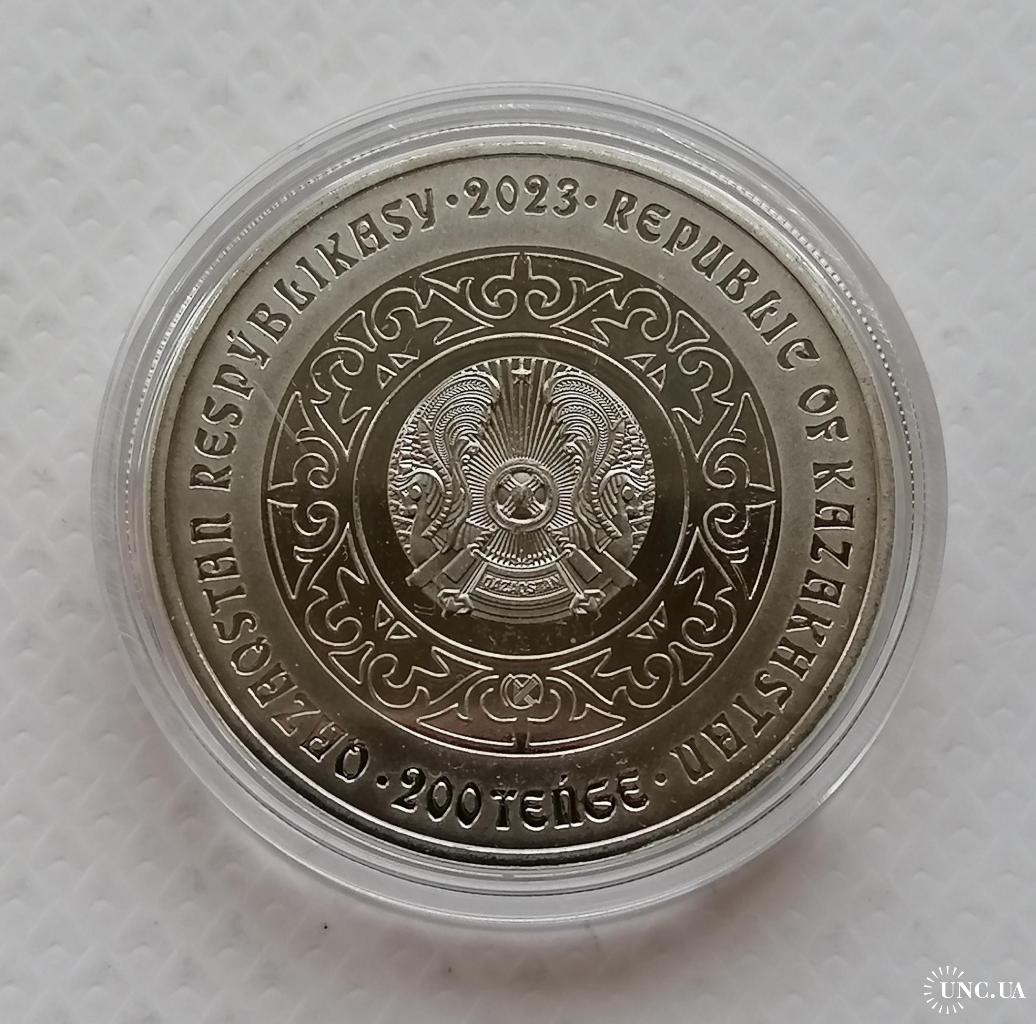 QAZAQSTAN RESPÝBLIKASY · 2023 · REPUBLIC OF KAZAKHSTAN · 200 TEŃGE ·
QAZAQSTAN
UNC.UA